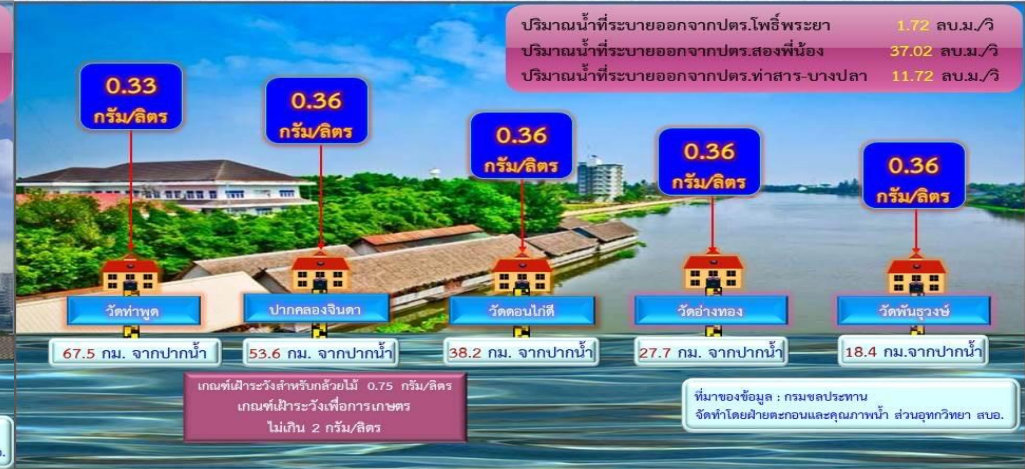 ปริมาณน้ำที่ระบายออกจากปตร.โพธิ์พระยา 1.72 ลบ.ม./วิ
ปริมาณน้ำที่ระบายออกจากปตร.สองพี่น้อง 37.02 ลบ.ม./วิ
ปริมาณน้ำที่ระบายออกจากปตร.ท่าสาร-บางปลา 11.72 ลบ.ม./วิ
0.33
กรัม/ลิตร
0.36
กรัม/ลิตร
0.36
กรัม/ลิตร
0.36
กรัม/ลิตร
0.36
กรัม/ลิตร
วัดท่าพูด
ปากคลองจินดา
วัดดอนไก่ดี
วัดอ่างทอง
วัดพันธุวงษ์
67.5 กม. จากปากน้ำ
53.6 กม. จากปากน้ำ
38.2 กม. จากปากน้ำ
27.7 กม. จากปากน้ำ
18.4 กม.จากปากน้ำ
เกณฑ์เฝ้าระวังสำหรับกล้วยไม้ 0.75 กรัม/ลิตร
เกณฑ์เฝ้าระวังเพื่อการเกษตร
ไม่เกิน 2 กรัม/ลิตร
ที่มาของข้อมูล : กรมชลประทาน
จัดทำโดยฝ่ายตะกอนและคุณภาพน้ำ ส่วนอุทกวิทยา สบอ.